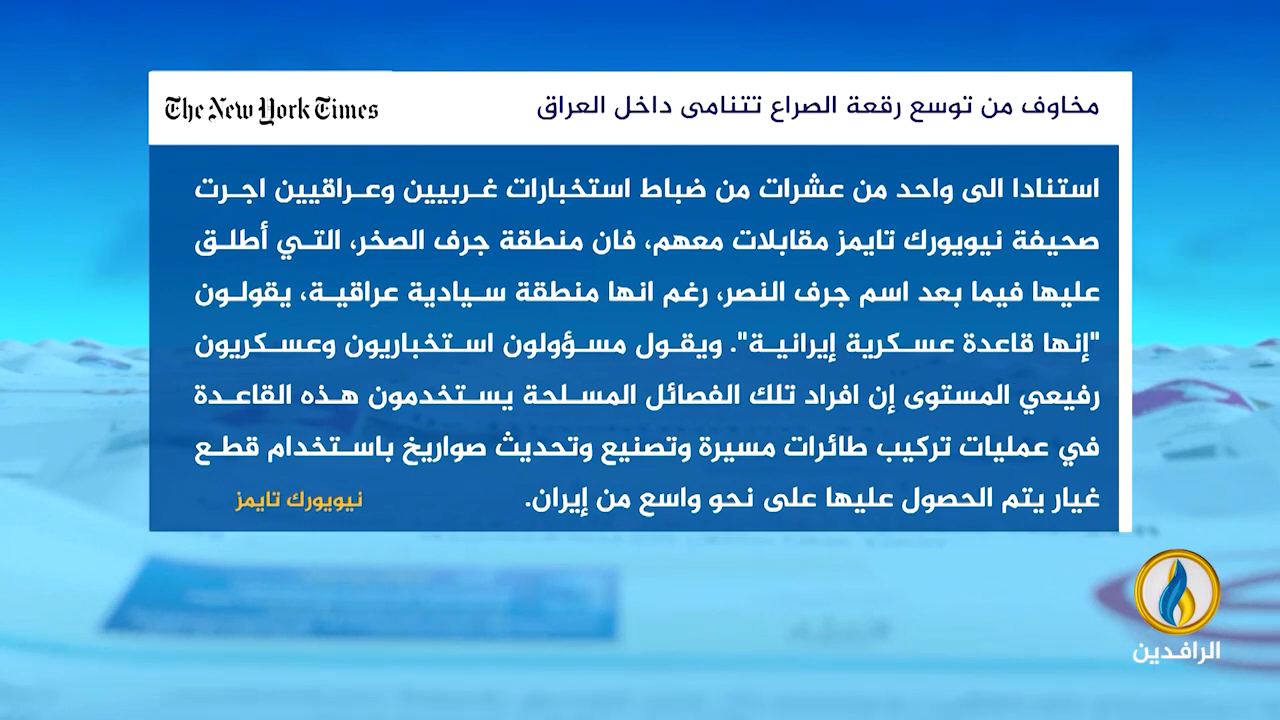 مخاوف من توسع رقعة الصراع تتنامى داخل العراق
The New York Times
استنادا الى واحد من عشرات من ضباط استخبارات غربيين وعراقيين اجرت
صحيفة نيويورك تايمز مقابلات معهم، فان منطقة جرف الصخر، التي أطلق
عليها فيما بعد اسم جرف النصر، رغم انها منطقة سيادية عراقية، يقولون
"إنها قاعدة عسكرية إيرانية". ويقول مسؤولون استخباريون وعسكريون
رفيعي المستوى إن افراد تلك الفصائل المسلحة يستخدمون هذه القاعدة
في عمليات تركيب طائرات مسيرة وتصنيع وتحديث صواريخ باستخدام قطع
غيار يتم الحصول عليها على نحو واسع من إيران.
نيويورك تايمز
الرافدين